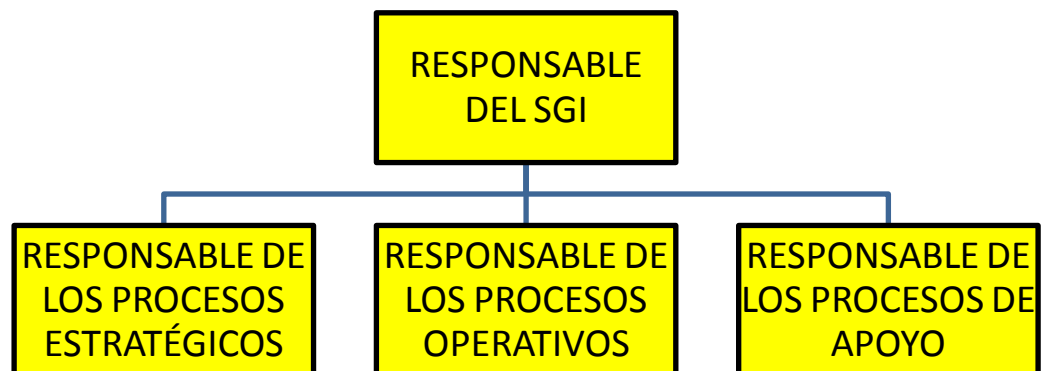 RESPONSABLE
DEL SGI
RESPONSABLE DE
LOS PROCESOS
ESTRATÉGICOS
RESPONSABLE DE
LOS PROCESOS
OPERATIVOS
RESPONSABLE DE
LOS PROCESOS DE
APOYO